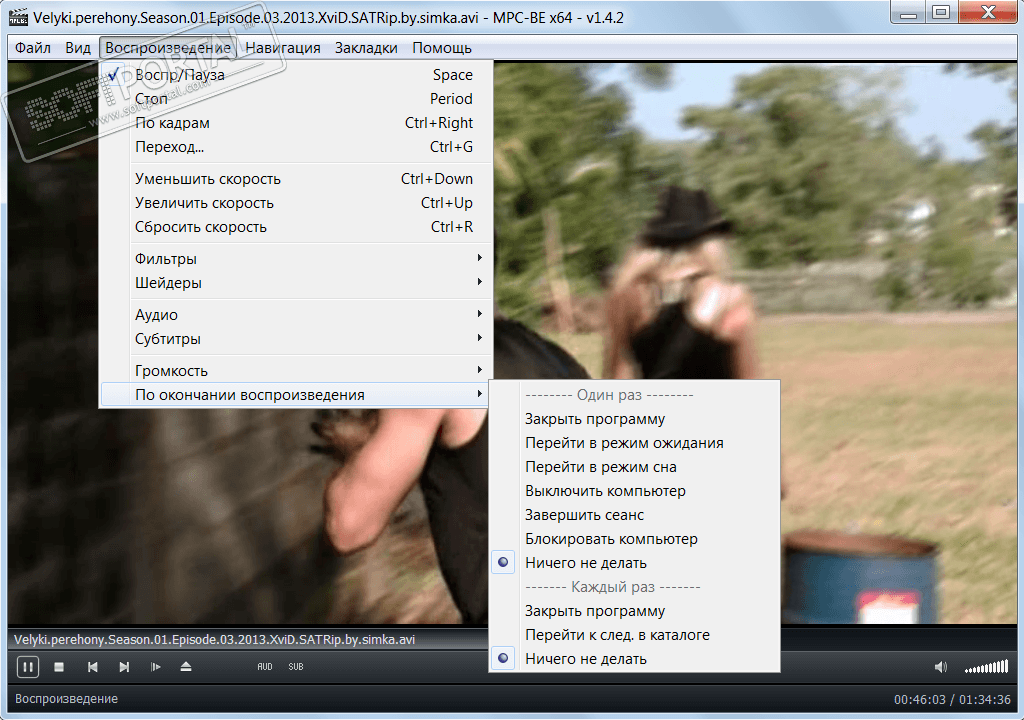 Velyki.perehony.Season.01.Episode.03.2013.XviD.SATRip.by.simka.avi - MPC-BE x64 - v1.4.2
Файл Вид Воспроизведение Навигация Закладки Помощь
SOFTPORTAL™
www.softportal.com
Воспр/Пауза Space
Стоп Period
По кадрам Ctrl+Right
Переход... Ctrl+G
Уменьшить скорость Ctrl+Down
Увеличить скорость Ctrl+Up
Сбросить скорость Ctrl+R
Фильтры
Шейдеры
Аудио
Субтитры
Громкость
По окончании воспроизведения
-------- Один раз --------
Закрыть программу
Перейти в режим ожидания
Перейти в режим сна
Выключить компьютер
Завершить сеанс
Блокировать компьютер
Ничего не делать
------- Каждый раз -------
Закрыть программу
Перейти к след. в каталоге
Ничего не делать
Velyki.perehony.Season.01.Episode.03.2013.XviD.SATRip.by.simka.avi
AUD SUB
Воспроизведение 00:46:03 / 01:34:36